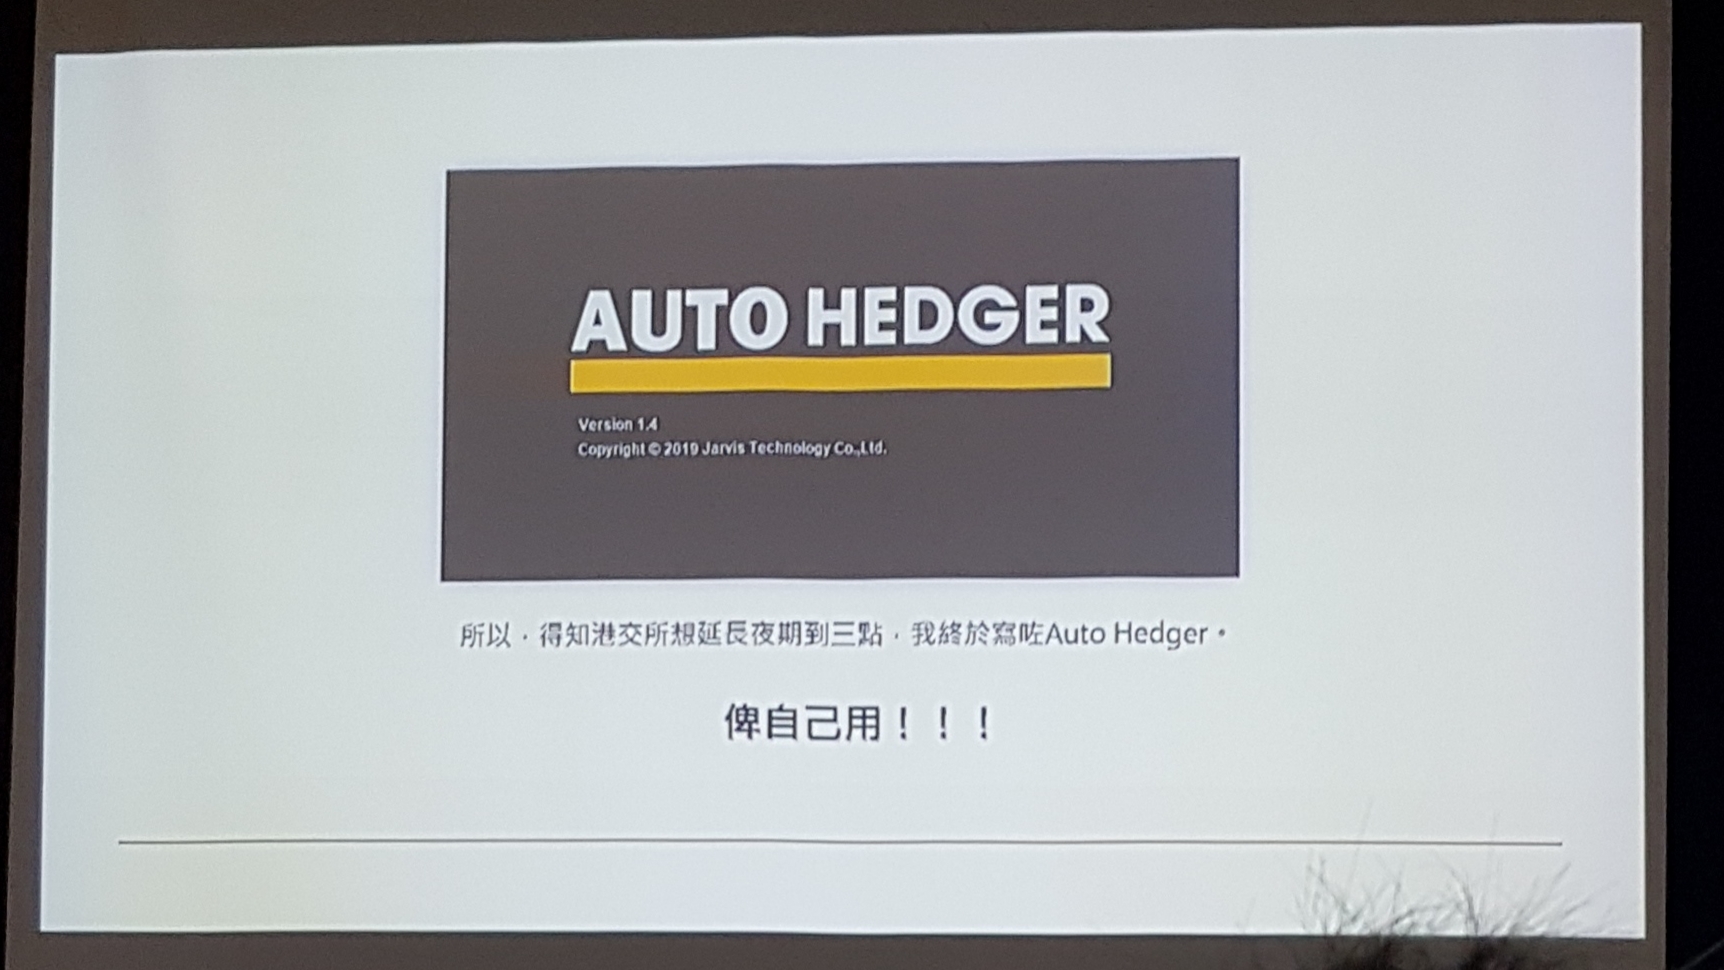 AUTO HEDGER
Version 1.4
Copyright © 2019 Jarvis Technology Co.,Ltd.
所以，得知港交所想延長夜期到三點，我終於寫咗Auto Hedger。
俾自己用！！！